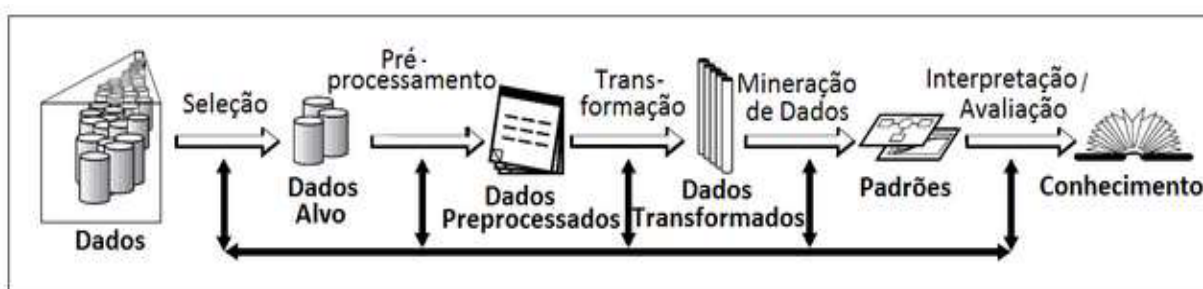 Dados
Seleção
Dados
Alvo
Pré-
processamento
Dados
Preprocessados
Trans-
formação
Dados
Transformados
Mineração
de Dados
Padrões
Interpretação/
Avaliação
Conhecimento